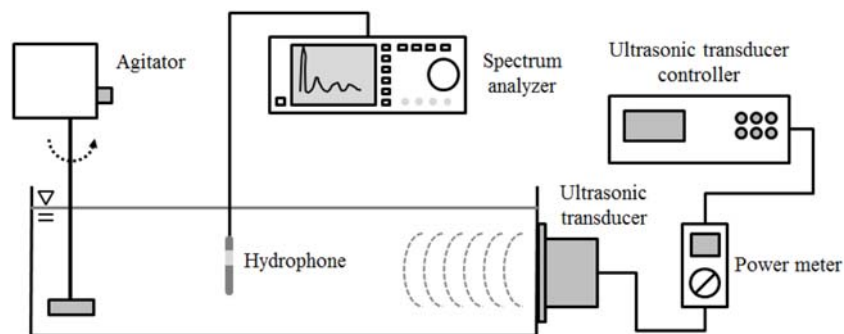 Agitator
Spectrum
analyzer
Ultrasonic transducer
controller
Ultrasonic
transducer
Hydrophone
Power meter